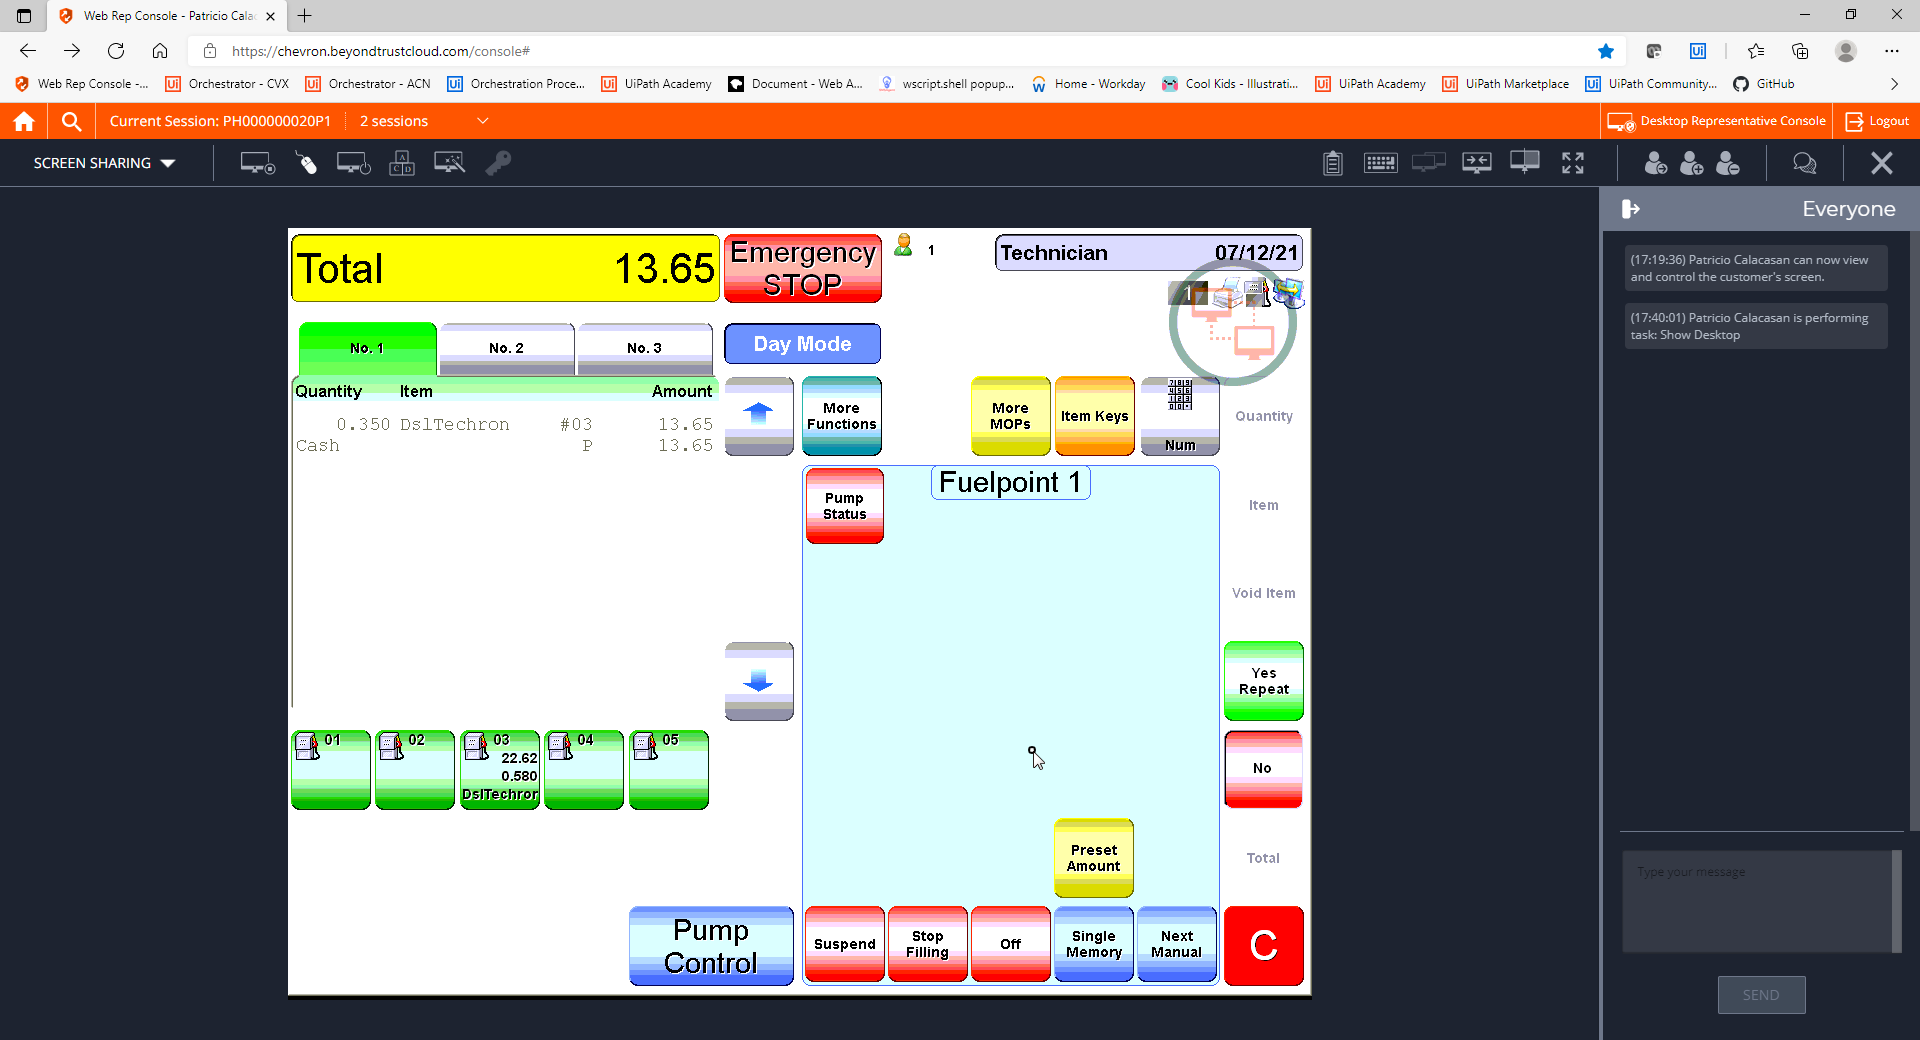 Web Rep Console - Patricio Cala
https://chevron.beyondtrustcloud.com/console#
Web Rep Console -... Orchestrator - CVX Orchestrator - ACN Orchestration Proce... UiPath Academy Document - Web A... wscript.shell popup... Home - Workday Cool Kids - Illustrati... UiPath Academy UiPath Marketplace UiPath Community... GitHub
Current Session: PH000000020P1 2 sessions Desktop Representative Console Logout
SCREEN SHARING
Everyone
(17:19:36) Patricio Calacasan can now view
and control the customer's screen.
(17:40:01) Patricio Calacasan is performing
task: Show Desktop
Type your message
SEND
Total 13.65
Emergency
STOP
1
Technician 07/12/21
1
No. 1 No. 2 No. 3
Day Mode
Quantity Item Amount
0.350 DslTechron #03 13.65
Cash P 13.65
More
Functions
More
MOPs
Item Keys
Num
Quantity
Fuelpoint 1
Pump
Status
Item
Void Item
Yes
Repeat
No
Total
01 02 03 04 05
22.62
0.580
DslTechron
Preset
Amount
Pump
Control
Suspend
Stop
Filling
Off
Single
Memory
Next
Manual
C